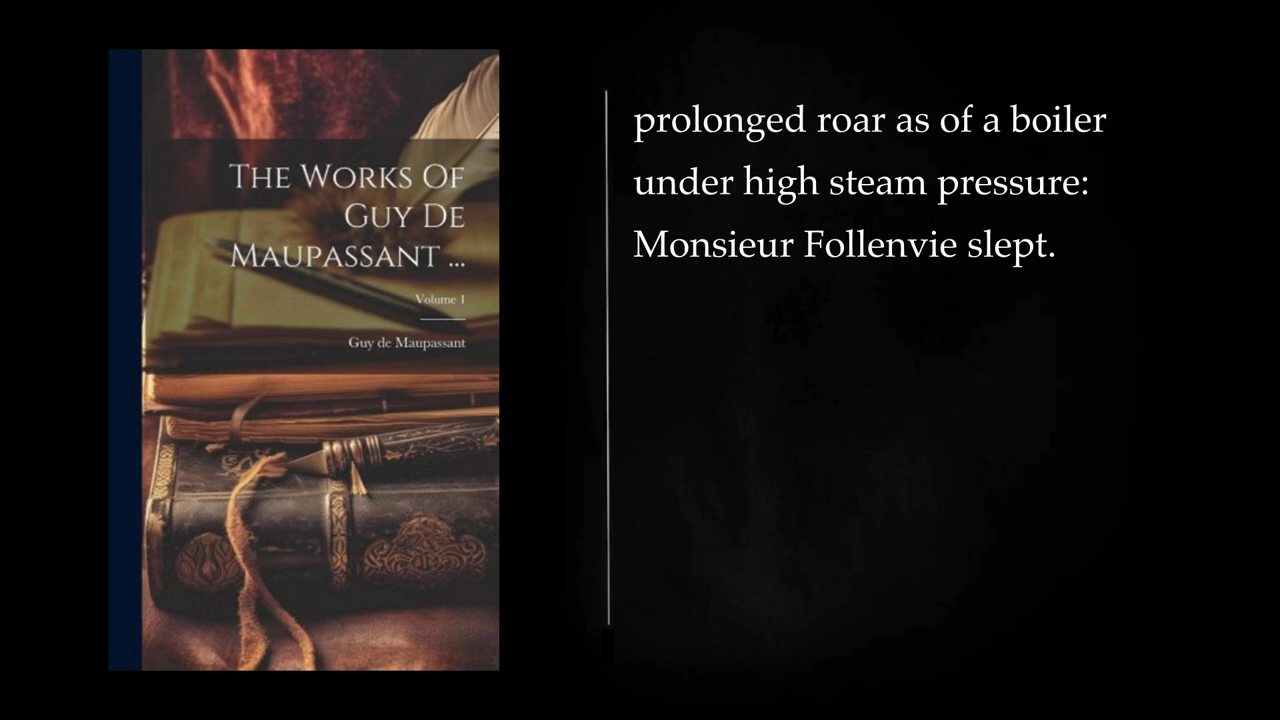 The Works Of
Guy De
Maupassant ...
Volume 1
Guy de Maupassant
prolonged roar as of a boiler
under high steam pressure:
Monsieur Follenvie slept.